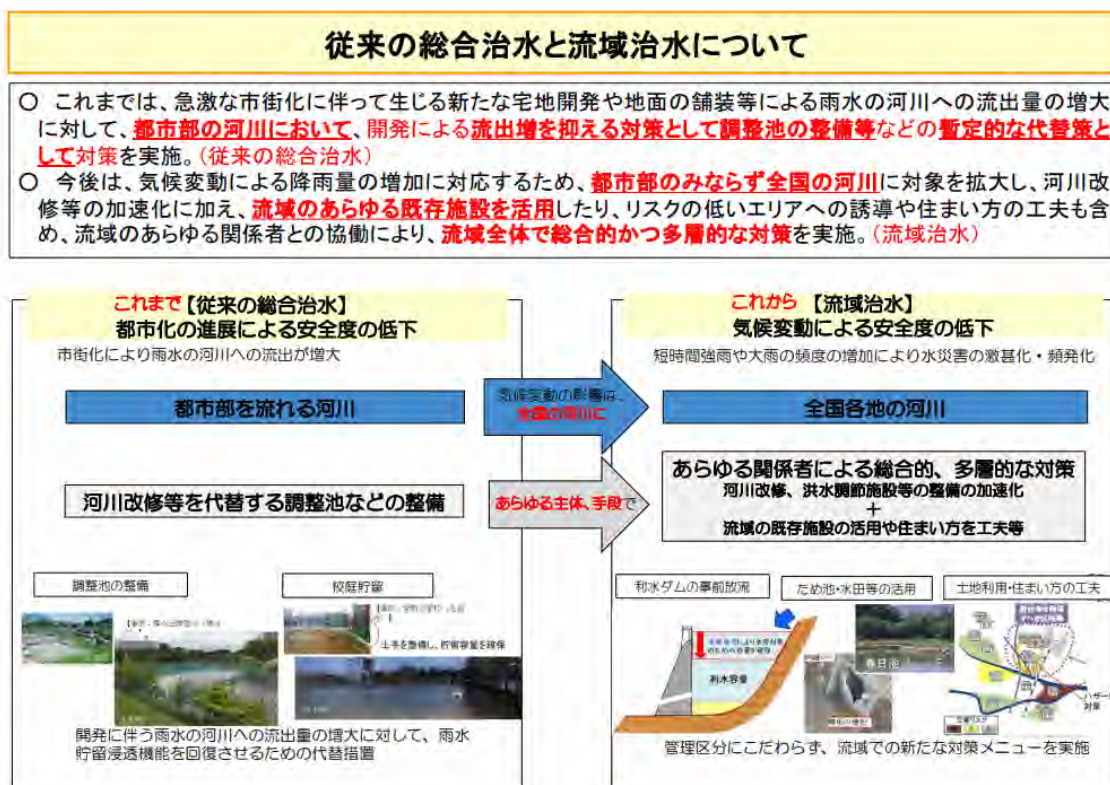 従来の総合治水と流域治水について
○ これまでは、急激な市街化に伴って生じる新たな宅地開発や地面の舗装等による雨水の河川への流出量の増大
に対して、都市部の河川において、開発による流出増を抑える対策として調整池の整備等などの暫定的な代替策と
して対策を実施。(従来の総合治水)
○ 今後は、気候変動による降雨量の増加に対応するため、都市部のみならず全国の河川に対象を拡大し、河川改
修等の加速化に加え、流域のあらゆる既存施設を活用したり、リスクの低いエリアへの誘導や住まい方の工夫も含
め、流域のあらゆる関係者との協働により、流域全体で総合的かつ多層的な対策を実施。(流域治水)
これまで【従来の総合治水】
都市化の進展による安全度の低下
市街化により雨水の河川への流出が増大
都市部を流れる河川
河川改修等を代替する調整池などの整備
調整池の整備
校庭貯留
土手を整備し、貯留容量を確保
開発に伴う雨水の河川への流出量の増大に対して、雨水
貯留浸透機能を回復させるための代替措置
気候変動の影響は、
全国の河川に
あらゆる主体、手段で
これから【流域治水】
気候変動による安全度の低下
短時間強雨や大雨の頻度の増加により水災害の激甚化・頻発化
全国各地の河川
あらゆる関係者による総合的、多層的な対策
河川改修、洪水調節施設等の整備の加速化
+
流域の既存施設の活用や住まい方を工夫等
利水ダムの事前放流
ため池・水田等の活用
土地利用・住まい方の工夫
利水容量
春日池
対策
管理区分にこだわらず、流域での新たな対策メニューを実施